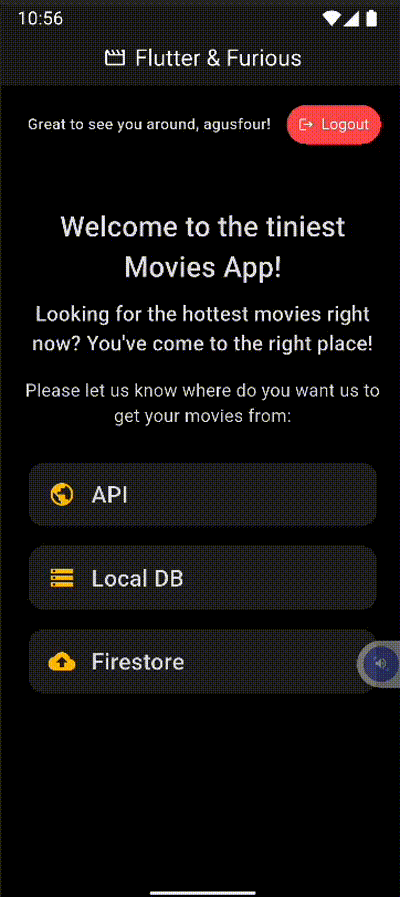 10:56
Flutter & Furious
Great to see you around, agusfour!
Logout
Welcome to the tiniest
Movies App!
Looking for the hottest movies right
now? You've come to the right place!
Please let us know where do you want us to
get your movies from:
API
Local DB
Firestore